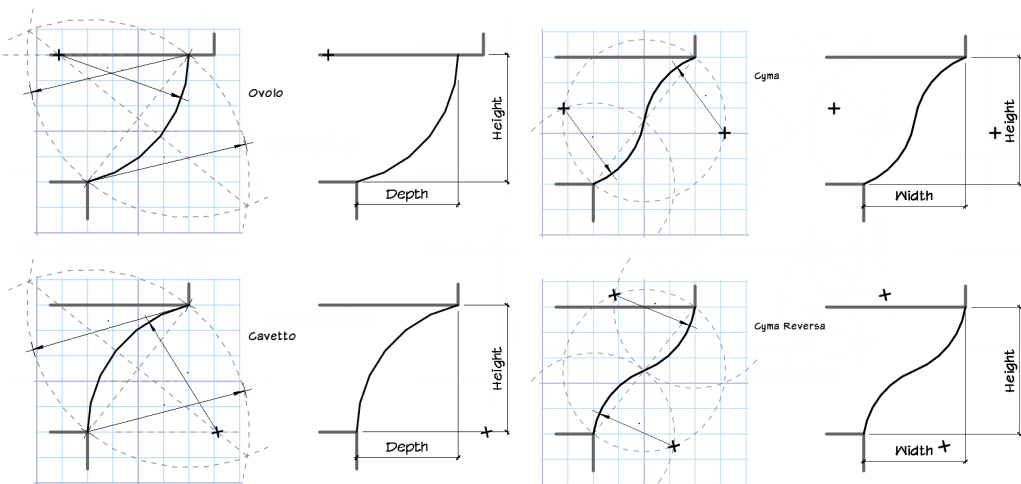 Ovolo
Height
Depth
Cyma
Height
Width
Cavetto
Height
Depth
Cyma Reversa
Height
Width